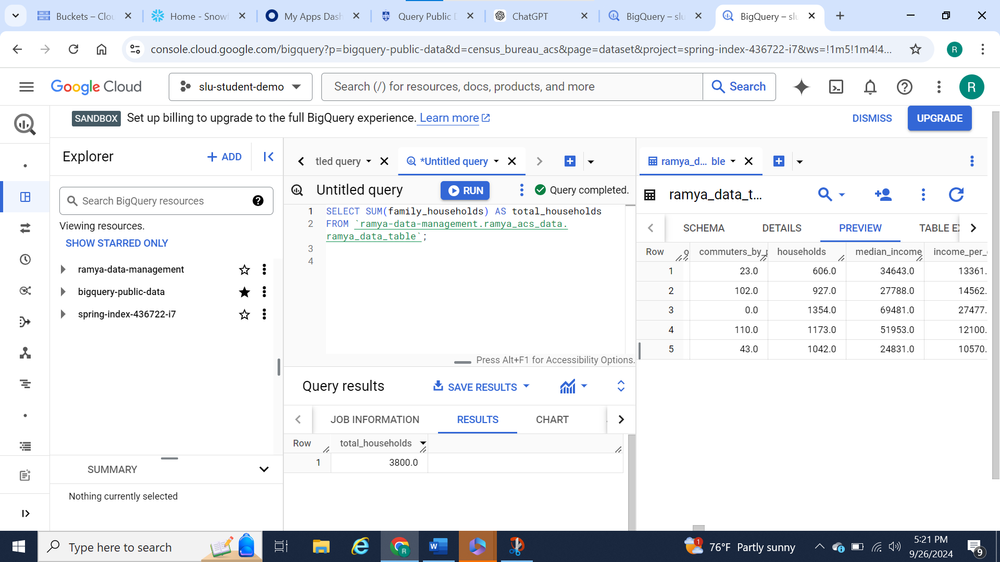 Buckets – Clou
Home - Snowf
My Apps Dash
Query Public D
ChatGPT
BigQuery – slu
BigQuery – slu
console.cloud.google.com/bigquery?p=bigquery-public-data&d=census_bureau_acs&page=dataset&project=spring-index-436722-i7&ws=!1m5!1m4!4...
R
Google Cloud
slu-student-demo
Search (/) for resources, docs, products, and more
Search
R
SANDBOX Set up billing to upgrade to the full BigQuery experience. Learn more
DISMISS
UPGRADE
Explorer
+ ADD
Search BigQuery resources
Viewing resources.
SHOW STARRED ONLY
ramya-data-management
bigquery-public-data
spring-index-436722-i7
SUMMARY
Nothing currently selected
tled query
*Untitled query
Untitled query
RUN
Query completed.
1 SELECT SUM(family_households) AS total_households
2 FROM `ramya-data-management.ramya_acs_data.
ramya_data_table`;
3
4
Press Alt+F1 for Accessibility Options.
Query results
SAVE RESULTS
JOB INFORMATION RESULTS CHART
Row total_households
1 3800.0
ramya_d... ble
ramya_data_t...
SCHEMA DETAILS PREVIEW TABLE EX
Row o commuters_by_p households median_income income_per_c
1 23.0 606.0 34643.0 13361.
2 102.0 927.0 27788.0 14562.
3 0.0 1354.0 69481.0 27477.
4 110.0 1173.0 51953.0 12100.
5 43.0 1042.0 24831.0 10570.
Type here to search
R
W
1
76°F Partly sunny
5:21 PM
9/26/2024
9